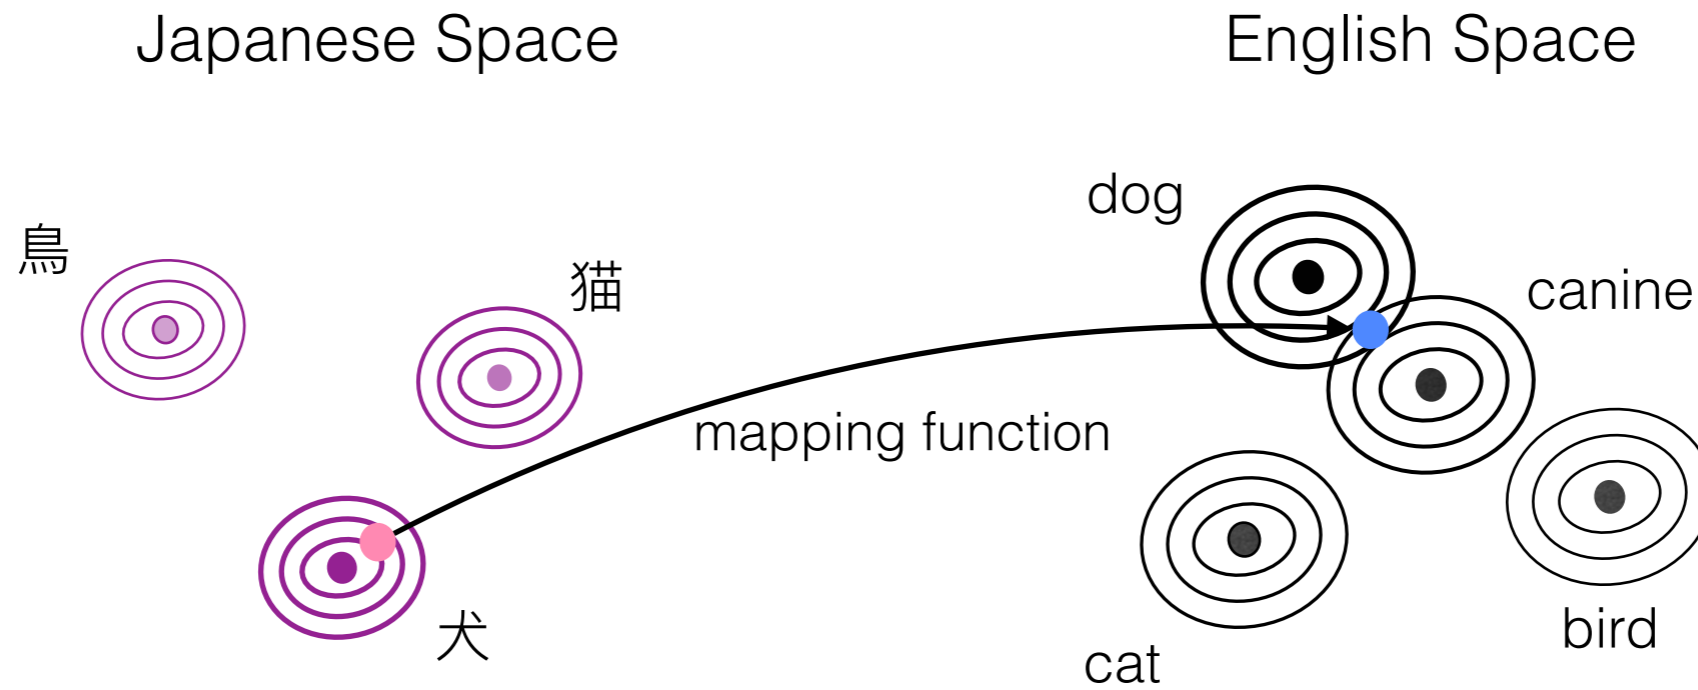 Japanese Space
English Space
dog
鳥
猫
canine
mapping function
犬
bird
cat